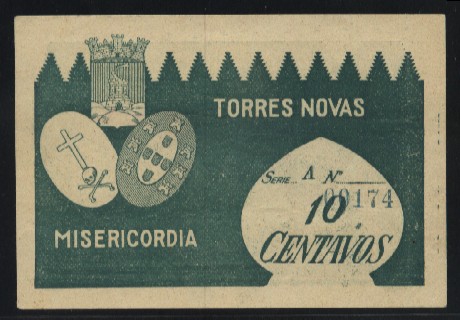 TORRES NOVAS
SERIE A Nº
00174
10
CENTAVOS
MISERICORDIA